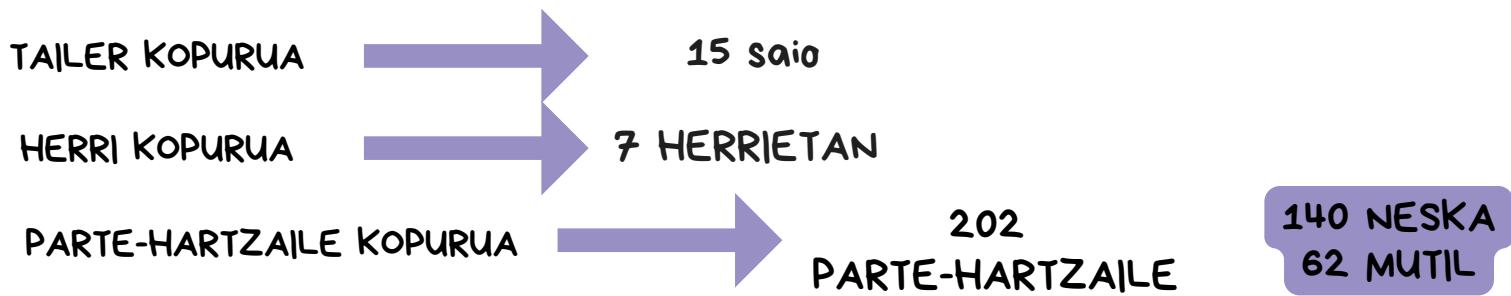 TAILER KOPURUA
15 saio
HERRI KOPURUA
7 HERRIETAN
PARTE-HARTZAILE KOPURUA
202
PARTE-HARTZAILE
140 NESKA
62 MUTIL